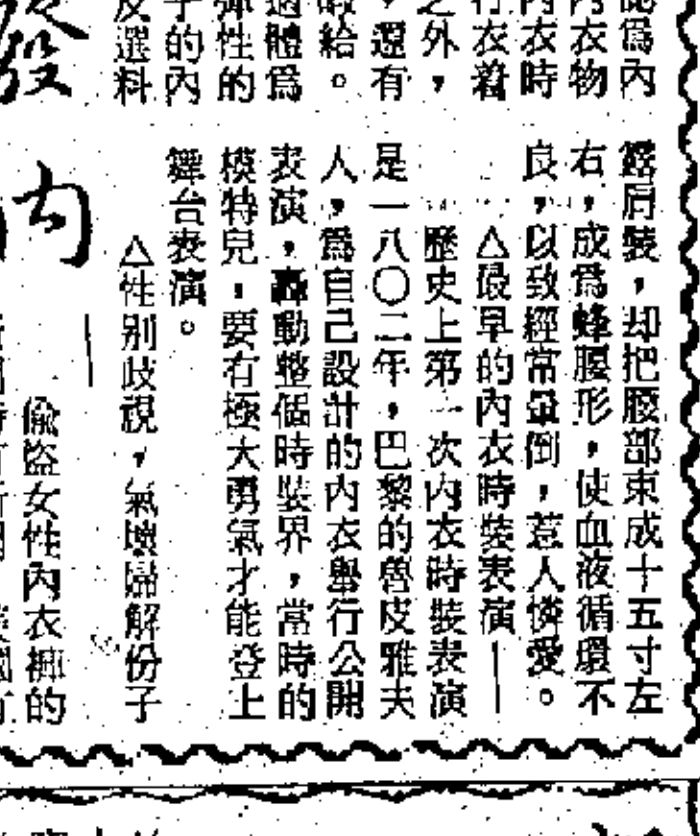 認為內
內衣物
內衣時
行衣着
之外，
，還有
給。
過體為
彈性的
子的內
及選料
發
內
露肩裝，却把腰部束成十五寸左
右，成為蜂腰形，使血液循環不
良，以致經常暈倒，惹人憐愛。
△最早的內衣時裝表演——
歷史上第一次內衣時裝表演
是一八〇二年，巴黎的魯皮雅夫
人，為自己設計的內衣舉行公開
表演，轟動整個時裝界，當時的
模特兒，要有極大勇氣才能登上
舞台表演。
△性別歧視，氣壞婦解份子
——
偷盜女性內衣褲的